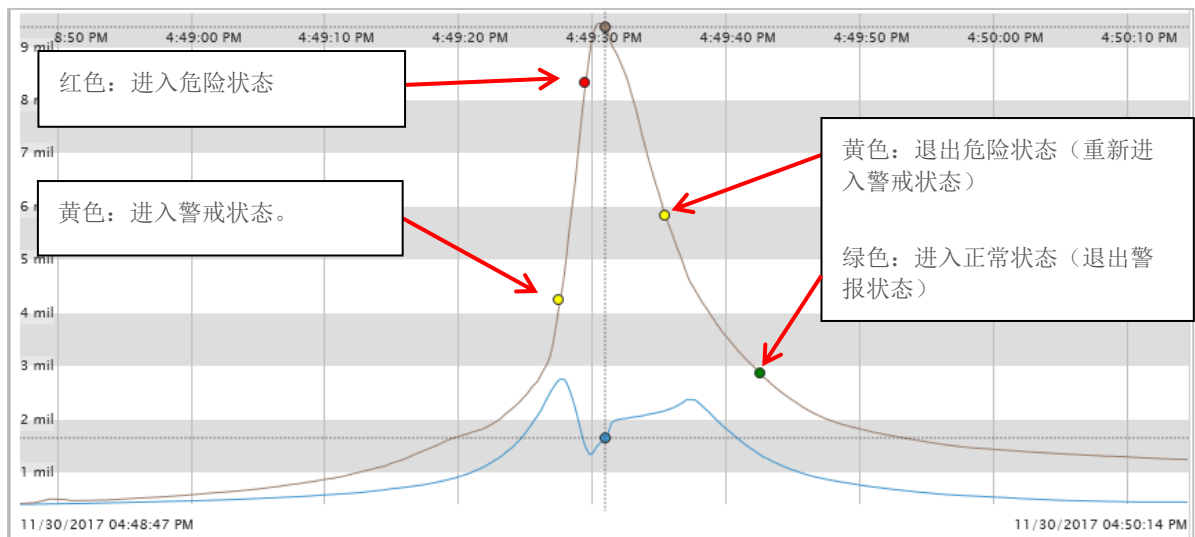 8:50 PM 4:49:00 PM 4:49:10 PM 4:49:20 PM 4:49:30 PM 4:49:40 PM 4:49:50 PM 4:50:00 PM 4:50:10 PM
9 mil
红色：进入危险状态
8
7 mil
黄色：退出危险状态（重新进
入警戒状态）
6
黄色：进入警戒状态。
绿色：进入正常状态（退出警
报状态）
5 mil
4 mil
3 mil
2 mil
1 mil
11/30/2017 04:48:47 PM
11/30/2017 04:50:14 PM